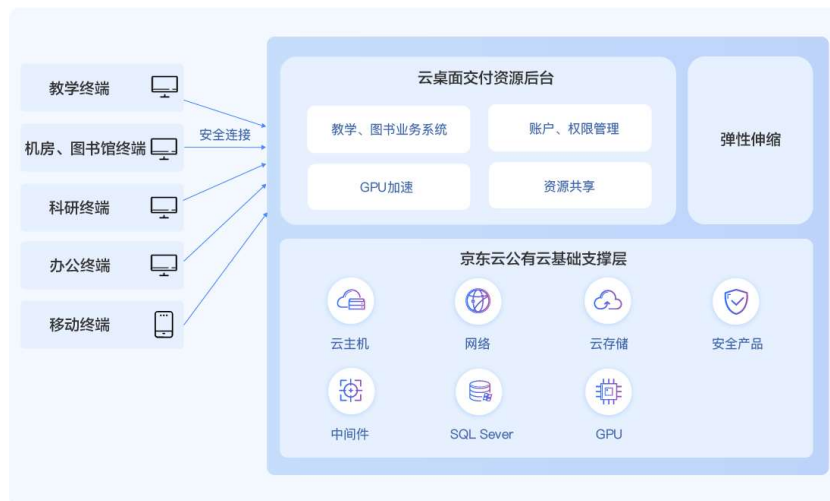 教学终端
机房、图书馆终端
科研终端
办公终端
移动终端
安全连接
云桌面交付资源后台
教学、图书业务系统
账户、权限管理
GPU加速
资源共享
弹性伸缩
京东云公有云基础支撑层
云主机
网络
云存储
安全产品
中间件
SQL Sever
GPU